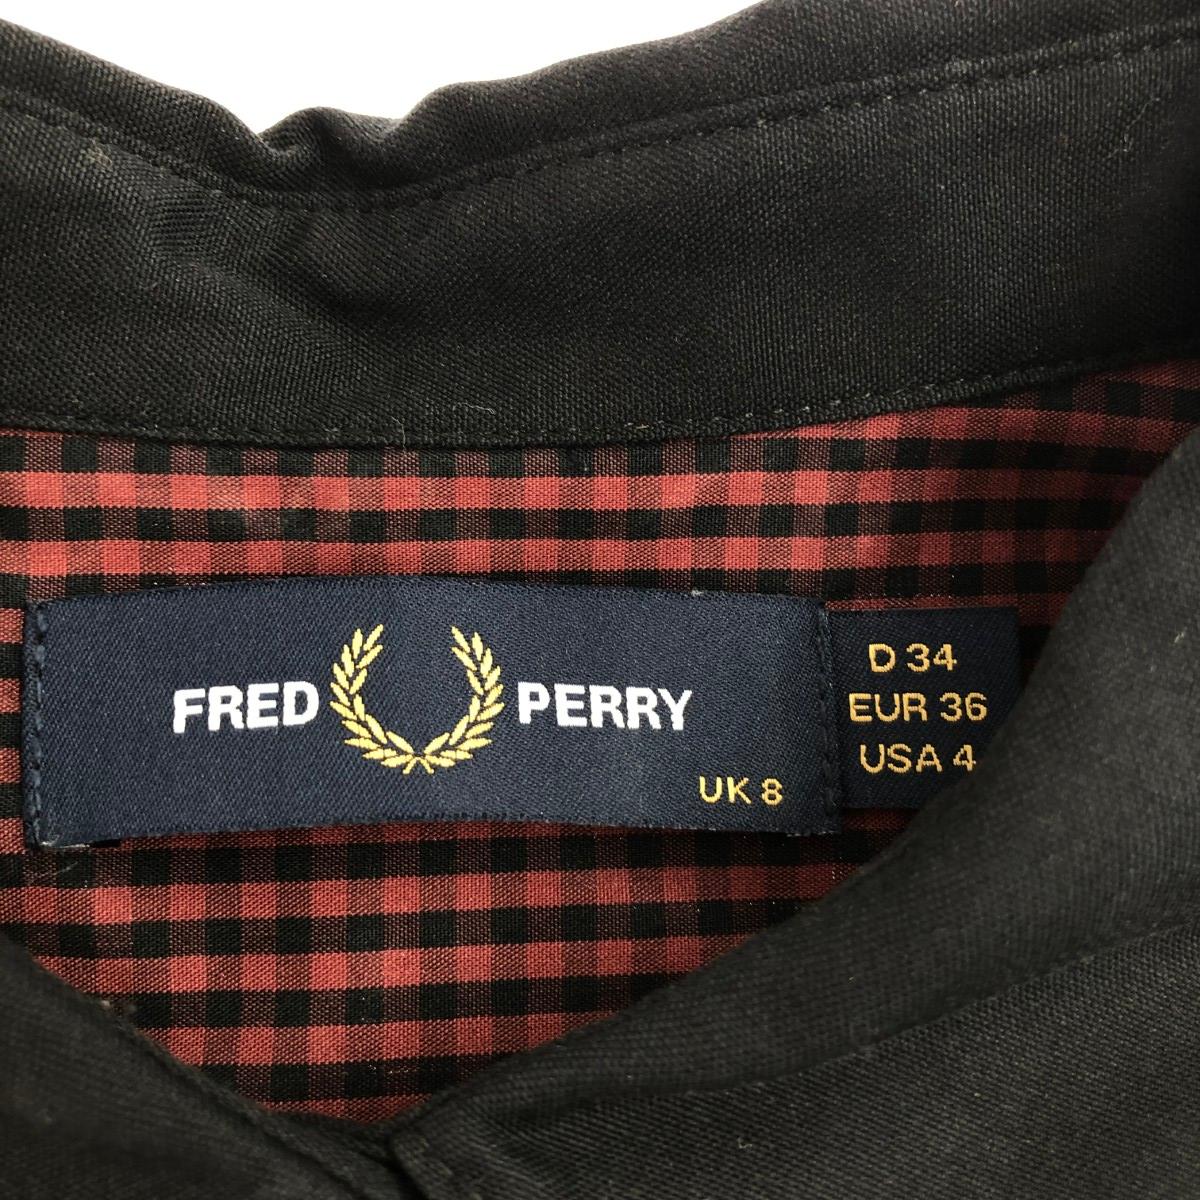 FRED PERRY
UK 8
D 34
EUR 36
USA 4